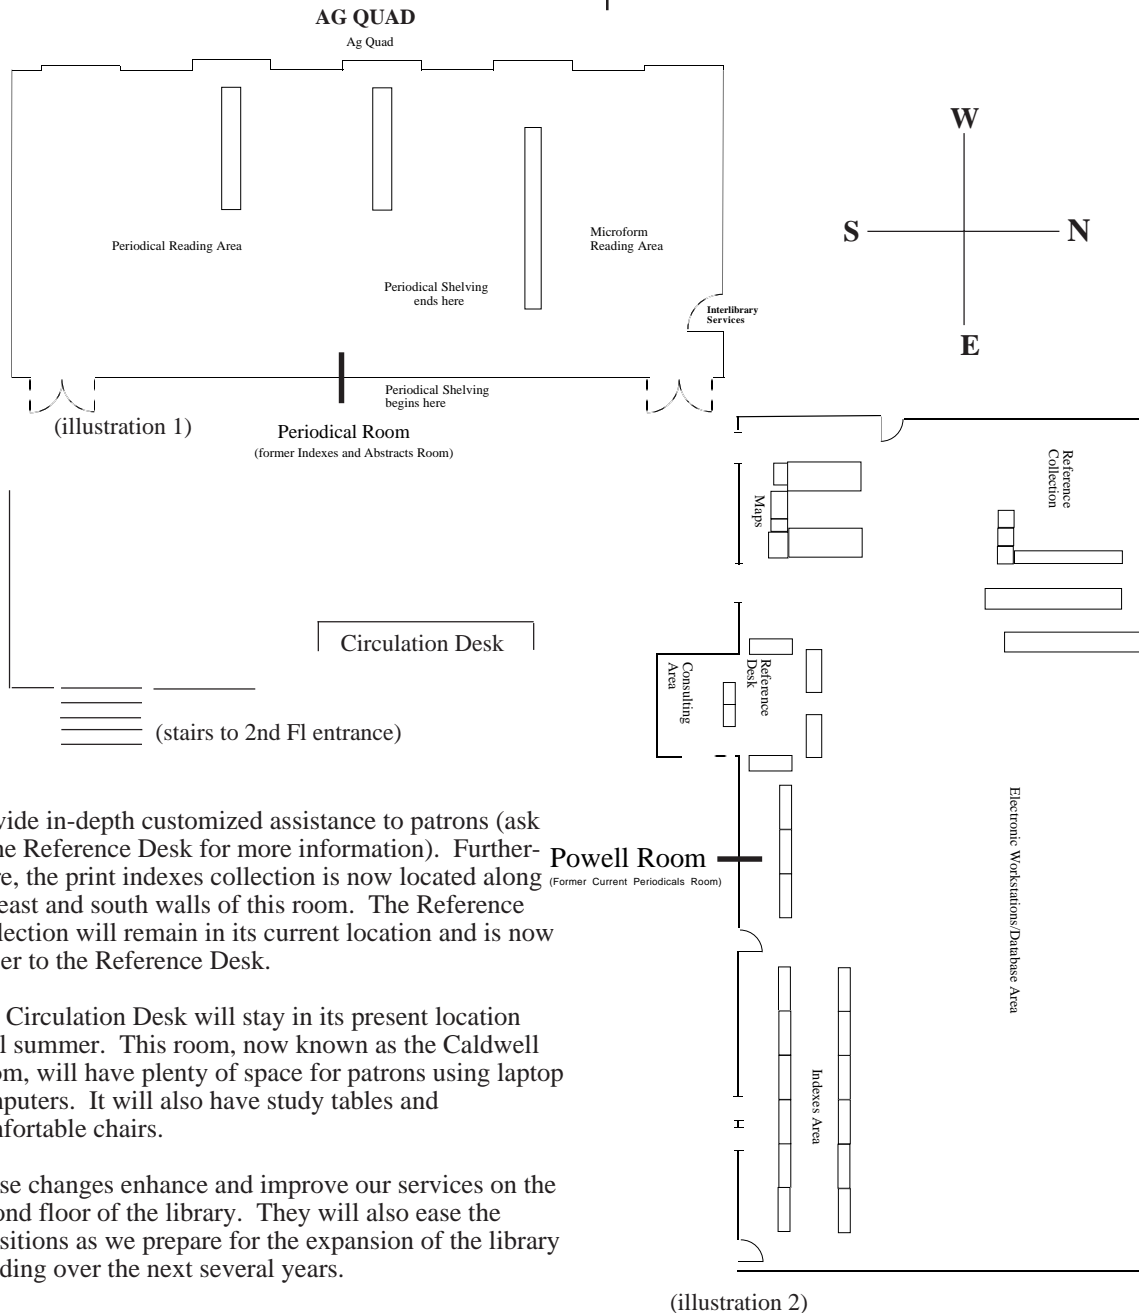 AG QUAD
Ag Quad
W
S
N
E
Periodical Reading Area
Microform
Reading Area
Periodical Shelving
ends here
Interlibrary
Services
Periodical Shelving
begins here
(illustration 1)
Periodical Room
(former Indexes and Abstracts Room)
Circulation Desk
(stairs to 2nd Fl entrance)
Maps
Reference
Collection
Consulting
Area
Reference
Desk
Powell Room
(Former Current Periodicals Room)
Electronic Workstations/Database Area
Indexes Area
(illustration 2)
vide in-depth customized assistance to patrons (ask
he Reference Desk for more information). Further-
re, the print indexes collection is now located along
east and south walls of this room. The Reference
llection will remain in its current location and is now
ser to the Reference Desk.
Circulation Desk will stay in its present location
il summer. This room, now known as the Caldwell
om, will have plenty of space for patrons using laptop
mputers. It will also have study tables and
mfortable chairs.
ese changes enhance and improve our services on the
ond floor of the library. They will also ease the
sitions as we prepare for the expansion of the library
lding over the next several years.